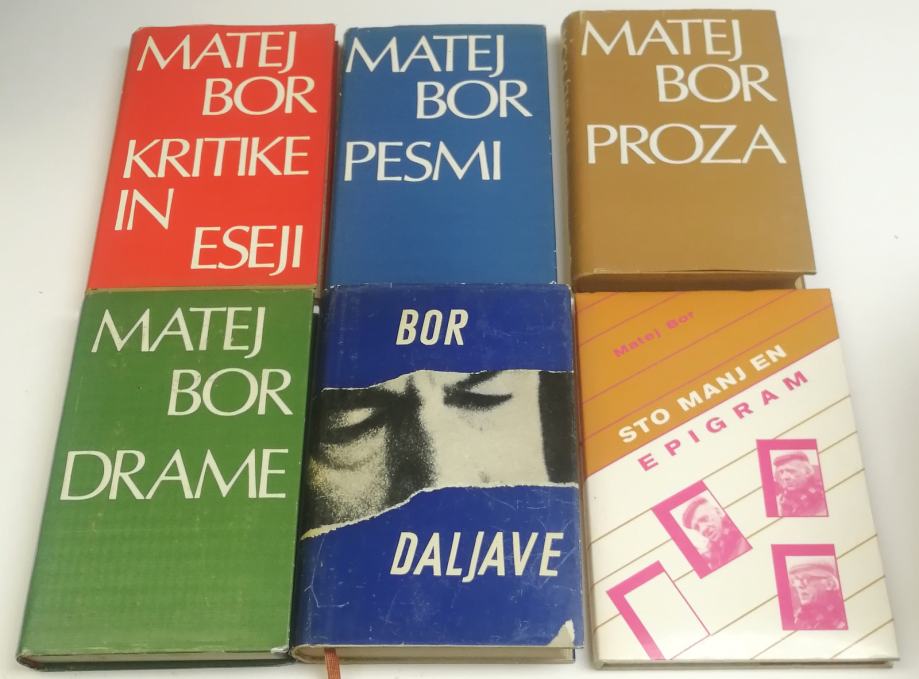 MATEJ
BOR
KRITIKE
IN
ESEJI
MATEJ
BOR
PESMI
MATEJ
BOR
PROZA
MATEJ
BOR
DRAME
BOR
DALJAVE
Matej Bor
STO MANJ EN
EPIGRAM